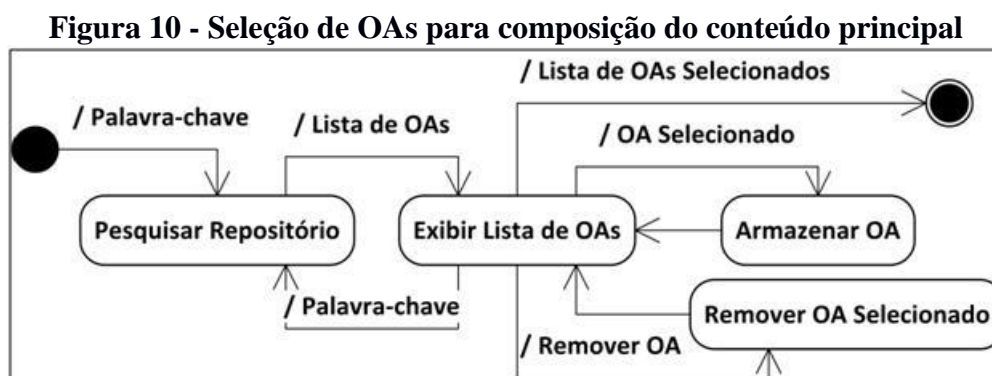 Figura 10 - Seleção de OAs para composição do conteúdo principal
/ Lista de OAs Selecionados
/ Palavra-chave
/ Lista de OAs
/ OA Selecionado
Pesquisar Repositório
Exibir Lista de OAs
Armazenar OA
/ Palavra-chave
Remover OA Selecionado
/ Remover OA